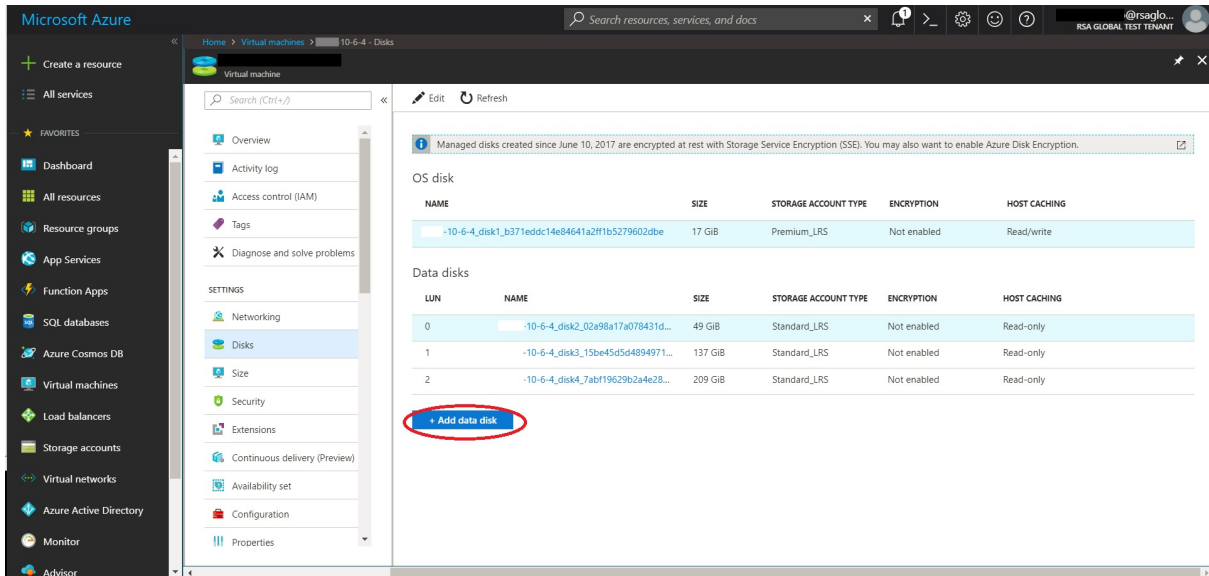 Microsoft Azure
Search resources, services, and docs
1
@rsaglo...
RSA GLOBAL TEST TENANT
Home > Virtual machines > 10-6-4 - Disks
Virtual machine
Create a resource
All services
FAVORITES
Dashboard
All resources
Resource groups
App Services
Function Apps
SQL databases
Azure Cosmos DB
Virtual machines
Load balancers
Storage accounts
Virtual networks
Azure Active Directory
Monitor
Advisor
Search (Ctrl+/)
Overview
Activity log
Access control (IAM)
Tags
Diagnose and solve problems
SETTINGS
Networking
Disks
Size
Security
Extensions
Continuous delivery (Preview)
Availability set
Configuration
Properties
Edit Refresh
Managed disks created since June 10, 2017 are encrypted at rest with Storage Service Encryption (SSE). You may also want to enable Azure Disk Encryption.
OS disk
NAME SIZE STORAGE ACCOUNT TYPE ENCRYPTION HOST CACHING
-10-6-4_disk1_b371eddc14e84641a2ff1b5279602dbe 17 GiB Premium_LRS Not enabled Read/write
Data disks
LUN NAME SIZE STORAGE ACCOUNT TYPE ENCRYPTION HOST CACHING
0 -10-6-4_disk2_02a98a17a078431d... 49 GiB Standard_LRS Not enabled Read-only
1 -10-6-4_disk3_15be45d5d4894971... 137 GiB Standard_LRS Not enabled Read-only
2 -10-6-4_disk4_7abf19629b2a4e28... 209 GiB Standard_LRS Not enabled Read-only
+ Add data disk